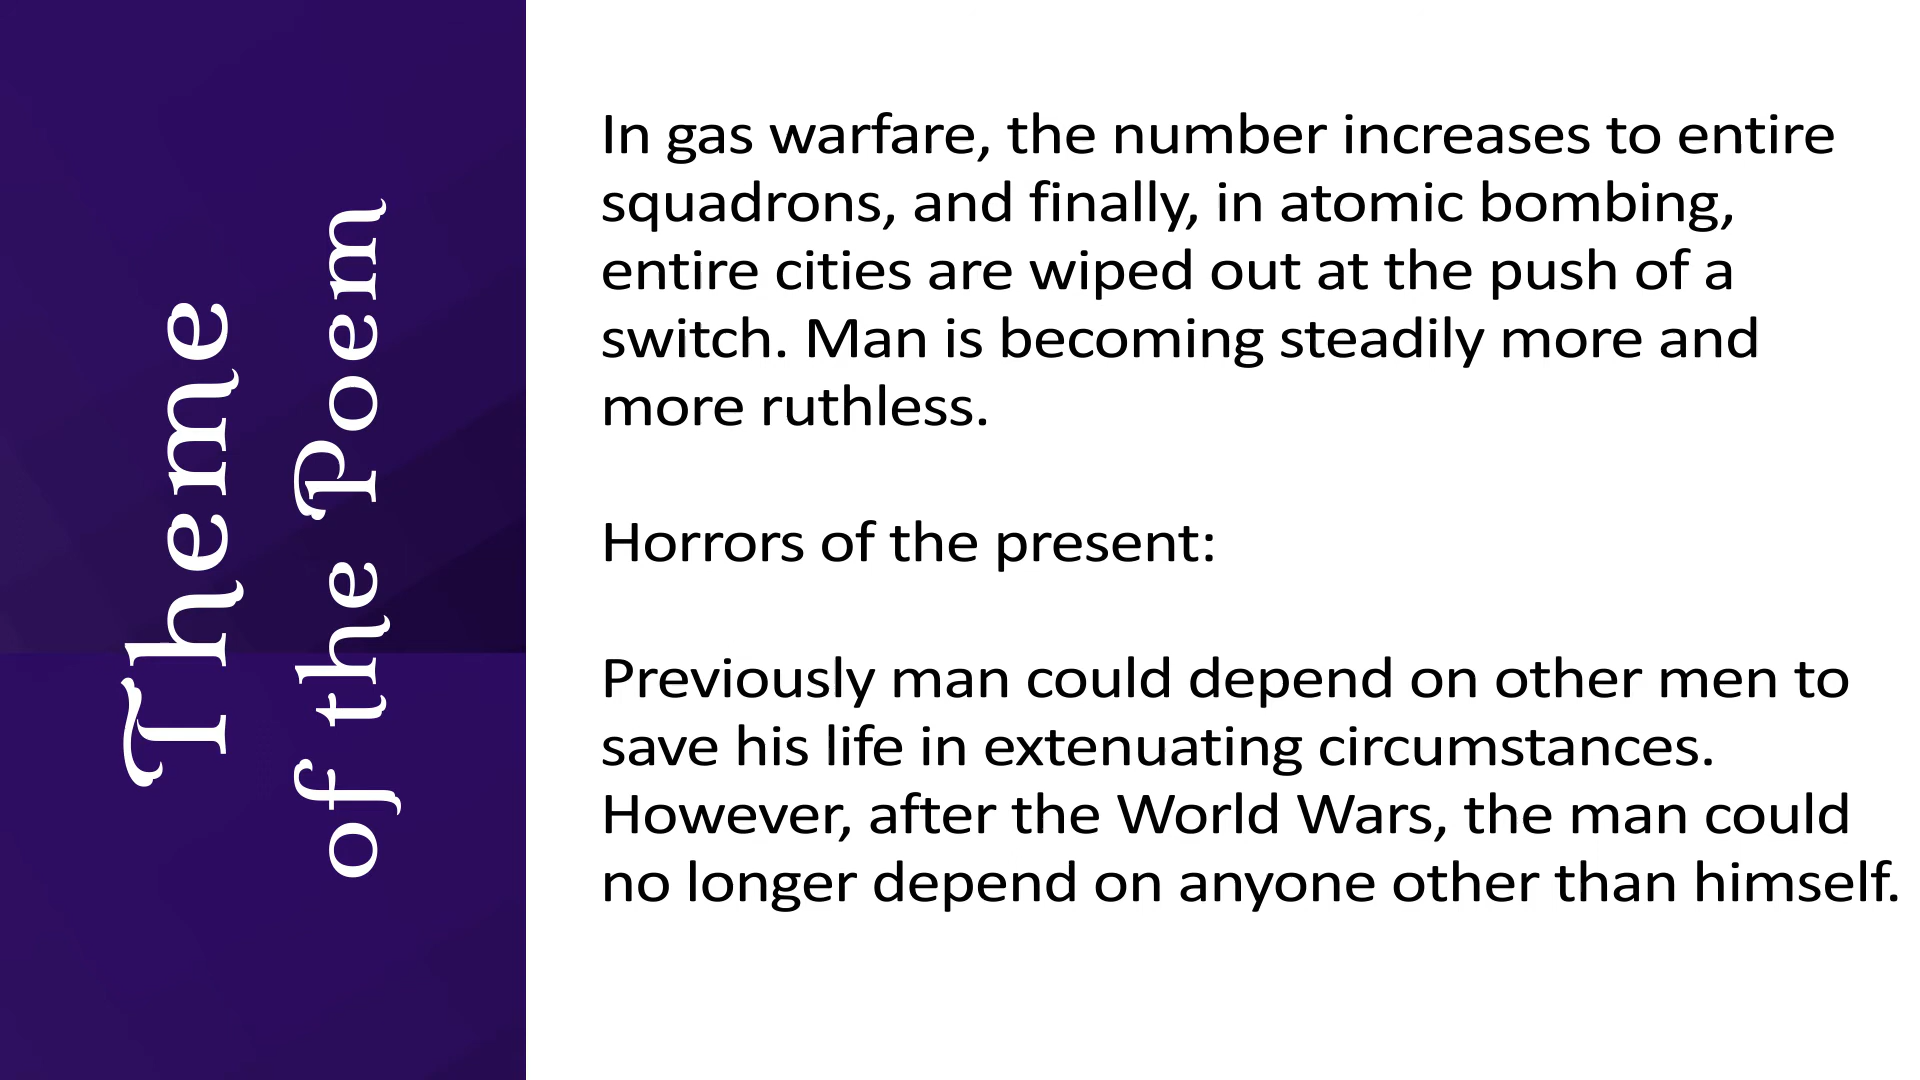 Theme
of the Poem
In gas warfare, the number increases to entire
squadrons, and finally, in atomic bombing,
entire cities are wiped out at the push of a
switch. Man is becoming steadily more and
more ruthless.
Horrors of the present:
Previously man could depend on other men to
save his life in extenuating circumstances.
However, after the World Wars, the man could
no longer depend on anyone other than himself.